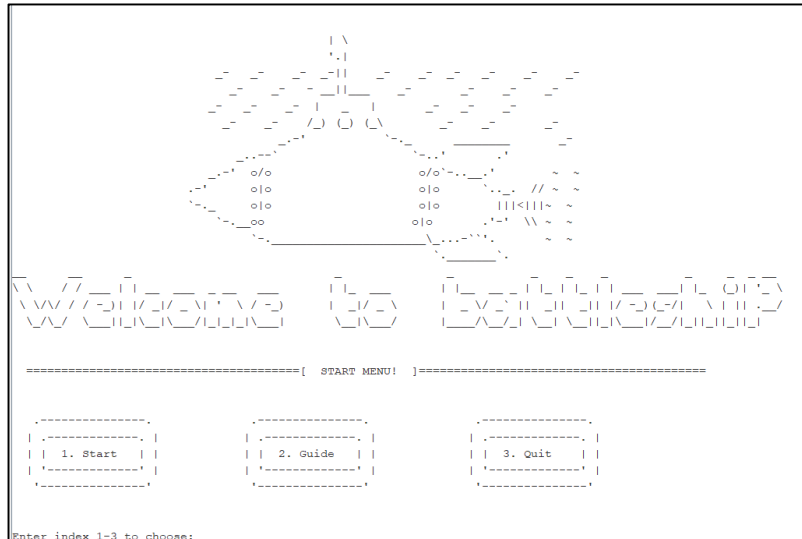 Welcome to battleship
START MENU!
1. Start 2. Guide 3. Quit
Enter index 1-3 to choose: